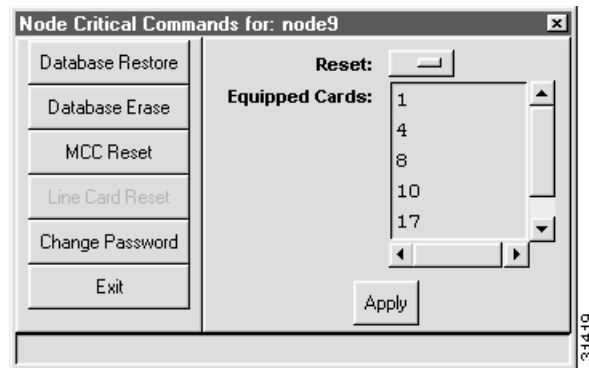 Node Critical Commands for: node9
Database Restore
Database Erase
MCC Reset
Line Card Reset
Change Password
Exit
Reset:
Equipped Cards:
1
4
8
10
17
Apply
31419